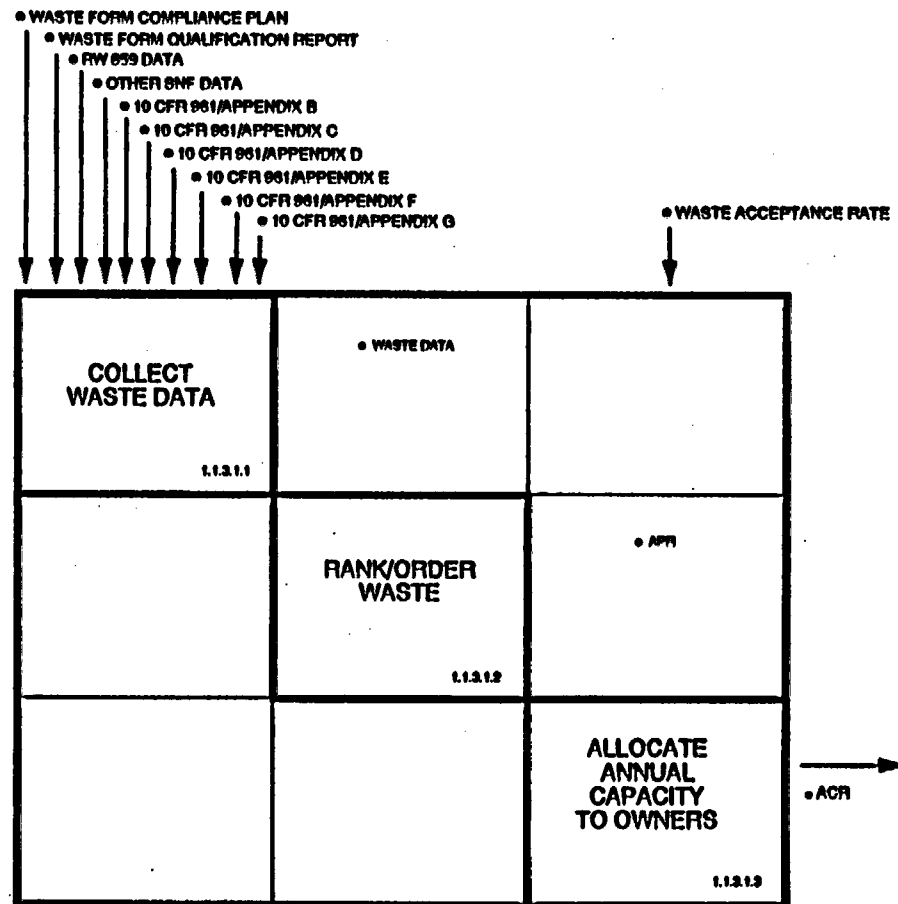 • WASTE FORM COMPLIANCE PLAN
• WASTE FORM QUALIFICATION REPORT
• RW 859 DATA
• OTHER SNF DATA
• 10 CFR 961/APPENDIX B
• 10 CFR 961/APPENDIX C
• 10 CFR 961/APPENDIX D
• 10 CFR 961/APPENDIX E
• 10 CFR 961/APPENDIX F
• 10 CFR 961/APPENDIX G
• WASTE ACCEPTANCE RATE
COLLECT
WASTE DATA
1.1.3.1.1
• WASTE DATA
RANK/ORDER
WASTE
1.1.3.1.2
• APR
ALLOCATE
ANNUAL
CAPACITY
TO OWNERS
1.1.3.1.3
• ACR